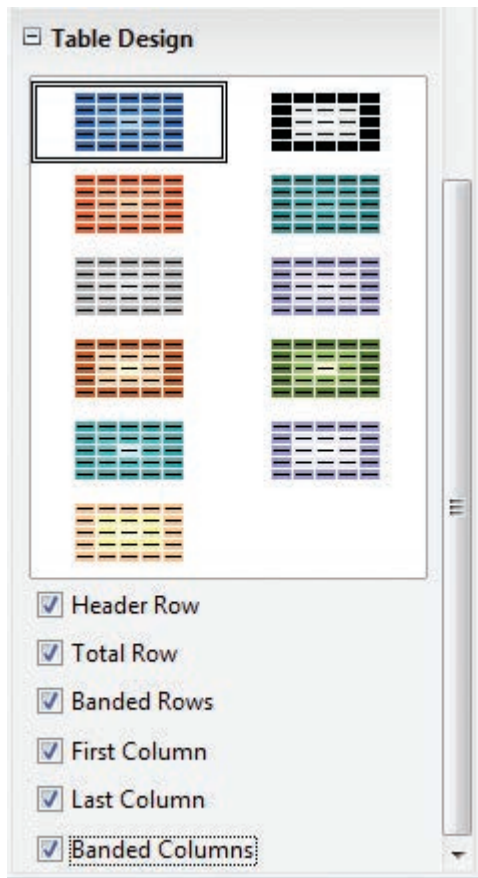 Table Design
Header Row
Total Row
Banded Rows
First Column
Last Column
Banded Columns